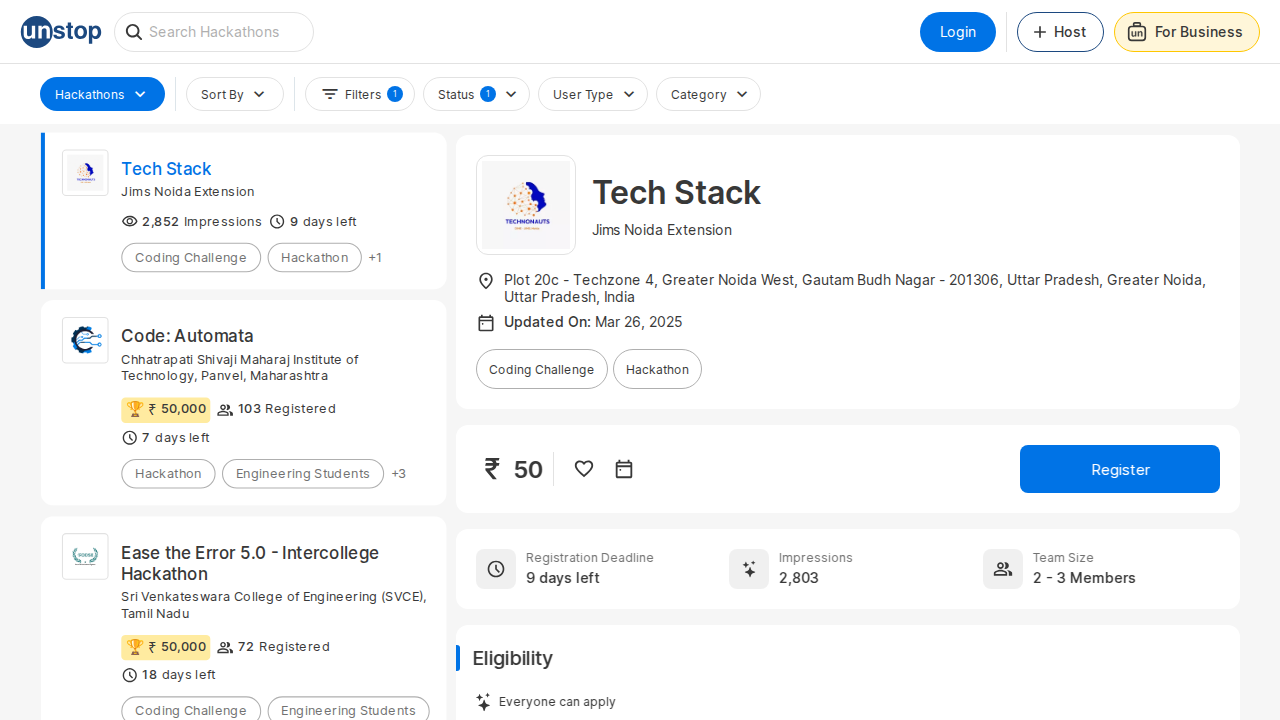 unstop
Search Hackathons
Login
Host
un
For Business
Hackathons
Sort By
Filters 1
Status 1
User Type
Category
Tech Stack
Jims Noida Extension
2,852 Impressions 9 days left
Coding Challenge Hackathon +1
Code: Automata
Chhatrapati Shivaji Maharaj Institute of
Technology, Panvel, Maharashtra
₹ 50,000 103 Registered
7 days left
Hackathon Engineering Students +3
Ease the Error 5.0 - Intercollege
Hackathon
Sri Venkateswara College of Engineering (SVCE),
Tamil Nadu
₹ 50,000 72 Registered
18 days left
Coding Challenge Engineering Students
TECHNONAUTS
Tech Stack
Jims Noida Extension
Plot 20c - Techzone 4, Greater Noida West, Gautam Budh Nagar - 201306, Uttar Pradesh, Greater Noida,
Uttar Pradesh, India
Updated On: Mar 26, 2025
Coding Challenge Hackathon
₹ 50
Register
Registration Deadline
9 days left
Impressions
2,803
Team Size
2 - 3 Members
Eligibility
Everyone can apply